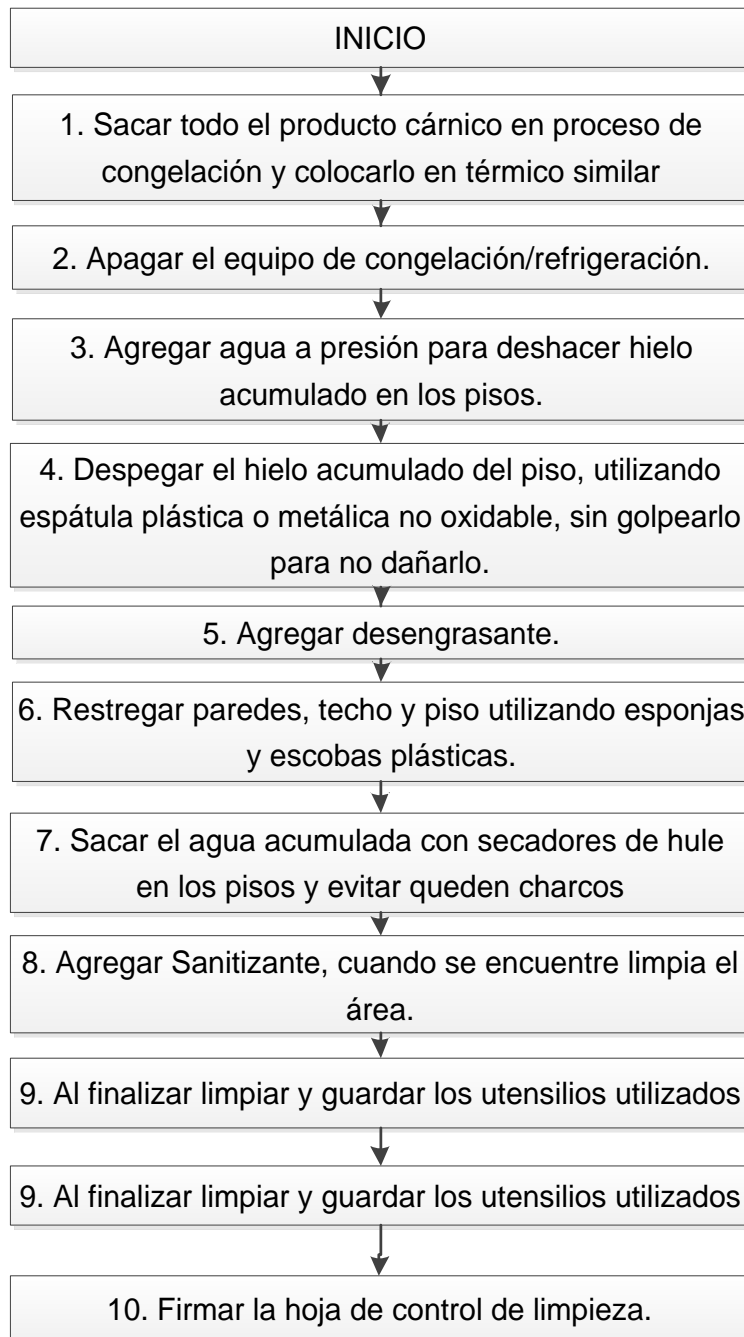 INICIO
1. Sacar todo el producto cárnico en proceso de
congelación y colocarlo en térmico similar
2. Apagar el equipo de congelación/refrigeración.
3. Agregar agua a presión para deshacer hielo
acumulado en los pisos.
4. Despegar el hielo acumulado del piso, utilizando
espátula plástica o metálica no oxidable, sin golpearlo
para no dañarlo.
5. Agregar desengrasante.
6. Restregar paredes, techo y piso utilizando esponjas
y escobas plásticas.
7. Sacar el agua acumulada con secadores de hule
en los pisos y evitar queden charcos
8. Agregar Sanitizante, cuando se encuentre limpia el
área.
9. Al finalizar limpiar y guardar los utensilios utilizados
9. Al finalizar limpiar y guardar los utensilios utilizados
10. Firmar la hoja de control de limpieza.